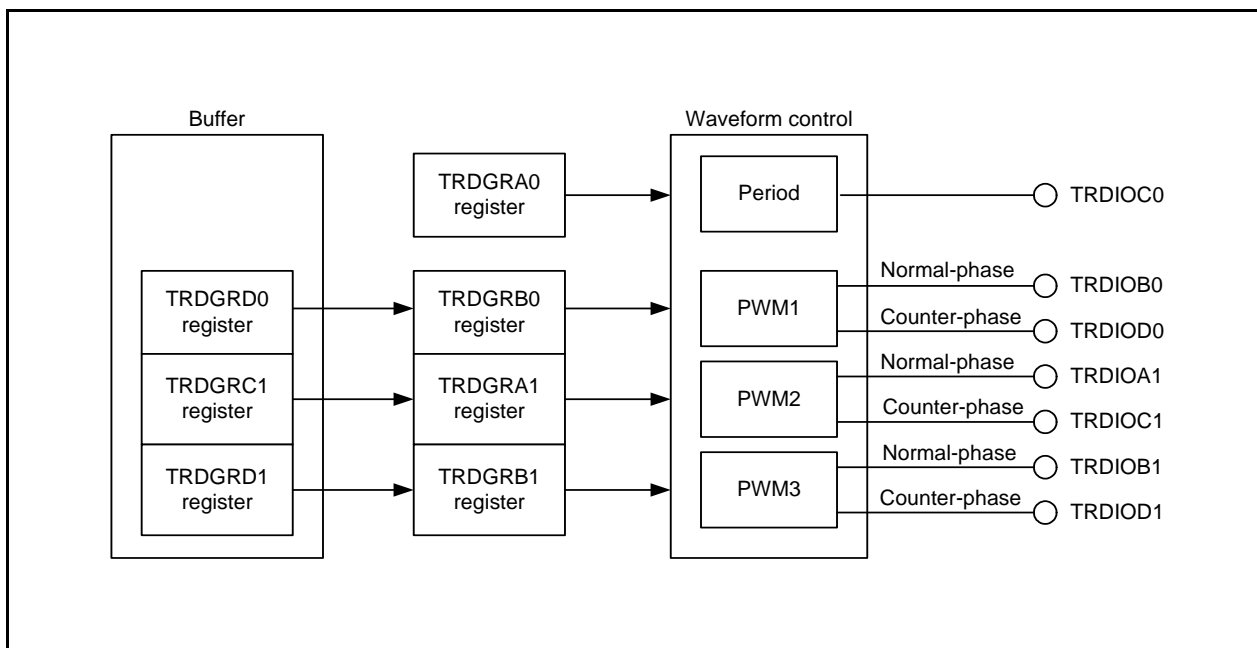 Buffer
Waveform control
TRDGRA0
register
Period
TRDIOC0
TRDGRD0
register
TRDGRB0
register
PWM1
Normal-phase
TRDIOB0
Counter-phase
TRDIOD0
TRDGRC1
register
TRDGRA1
register
PWM2
Normal-phase
TRDIOA1
Counter-phase
TRDIOC1
TRDGRD1
register
TRDGRB1
register
PWM3
Normal-phase
TRDIOB1
Counter-phase
TRDIOD1